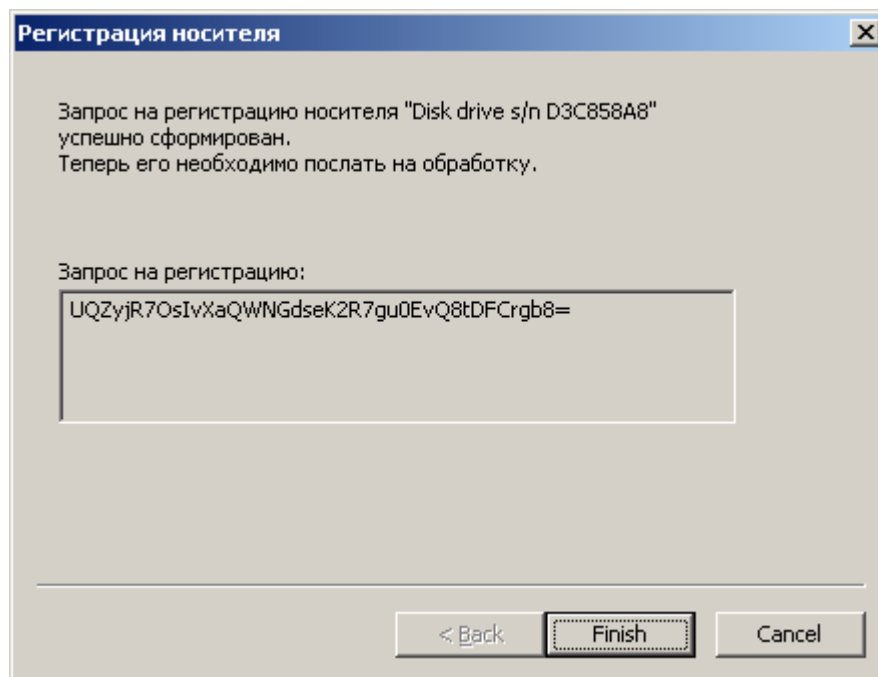 Регистрация носителя
Запрос на регистрацию носителя "Disk drive s/n D3C858A8"
успешно сформирован.
Теперь его необходимо послать на обработку.
Запрос на регистрацию:
UQZyjR7OsIvXaQWNGdseK2R7gu0EvQ8tDFCrgb8=
< Back
Finish
Cancel